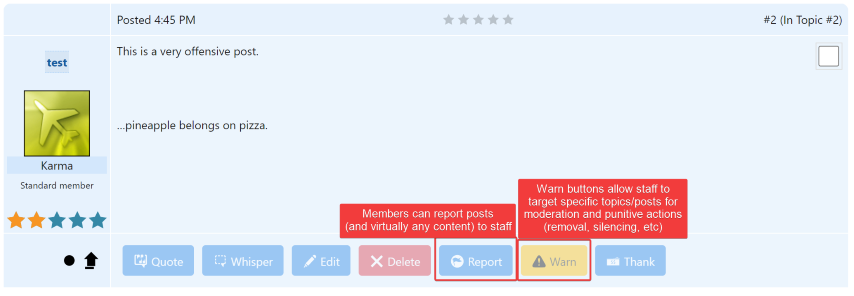 Posted 4:45 PM
#2 (In Topic #2)
test
This is a very offensive post.
...pineapple belongs on pizza.
Karma
Standard member
Members can report posts
(and virtually any content) to staff
Warn buttons allow staff to
target specific topics/posts for
moderation and punitive actions
(removal, silencing, etc)
Quote Whisper Edit Delete Report Warn Thank